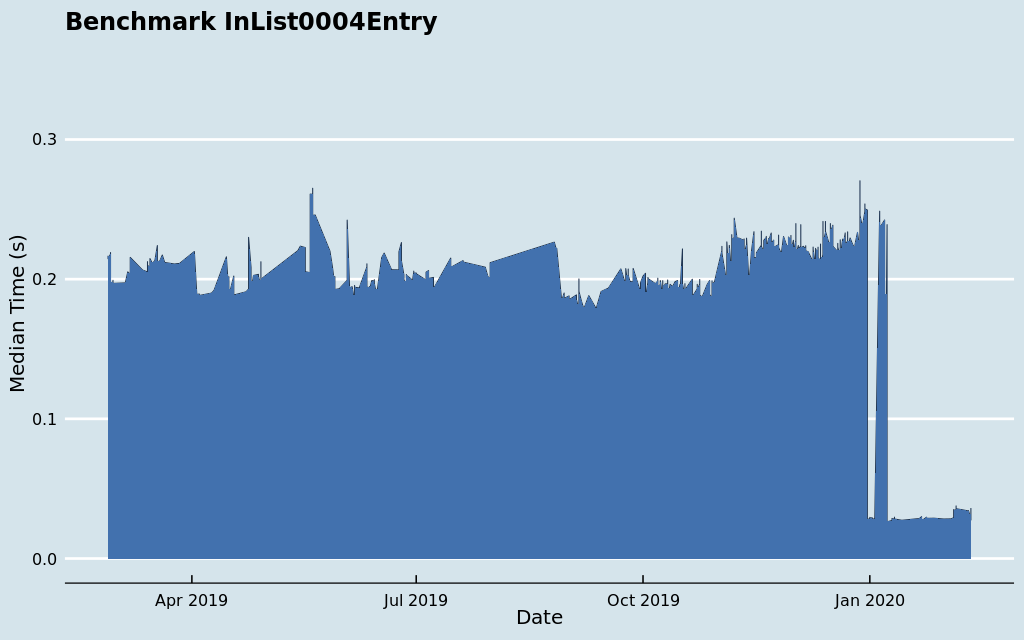 Benchmark InList0004Entry
0.3
0.2
0.1
0.0
Median Time (s)
Apr 2019
Jul 2019
Oct 2019
Jan 2020
Date